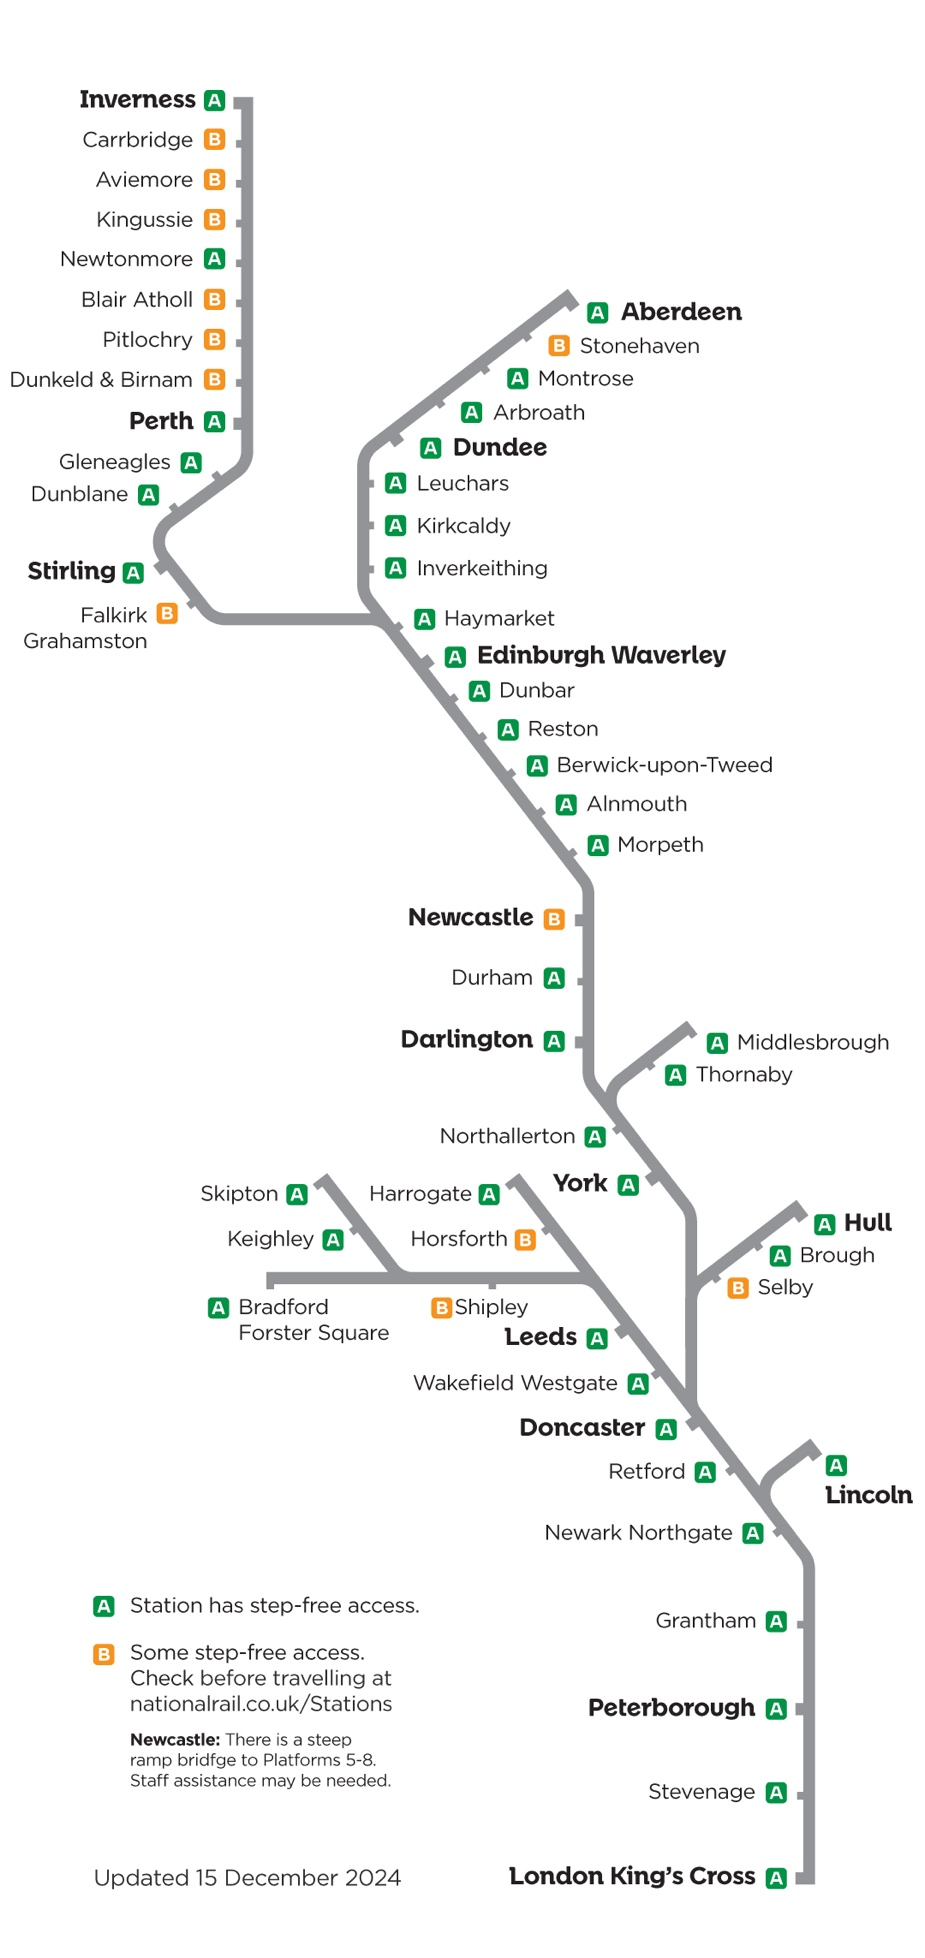 Inverness A
Carrbridge B
Aviemore B
Kingussie B
Newtonmore A
Blair Atholl B
Pitlochry B
Dunkeld & Birnam B
Perth A
Gleneagles A
Dunblane A
Stirling A
Falkirk B
Grahamston
A Aberdeen
B Stonehaven
A Montrose
A Arbroath
A Dundee
A Leuchars
A Kirkcaldy
A Inverkeithing
A Haymarket
A Edinburgh Waverley
A Dunbar
A Reston
A Berwick-upon-Tweed
A Alnmouth
A Morpeth
Newcastle B
Durham A
Darlington A
A Middlesbrough
A Thornaby
Northallerton A
York A
Skipton A
Keighley A
Harrogate A
Horsforth B
A Bradford
Forster Square
B Shipley
Leeds A
Wakefield Westgate A
A Hull
A Brough
B Selby
Doncaster A
Retford A
A
Lincoln
Newark Northgate A
Grantham A
Peterborough A
Stevenage A
London King's Cross A
A Station has step-free access.
B Some step-free access.
Check before travelling at
nationalrail.co.uk/Stations
Newcastle: There is a steep
ramp bridfge to Platforms 5-8.
Staff assistance may be needed.
Updated 15 December 2024